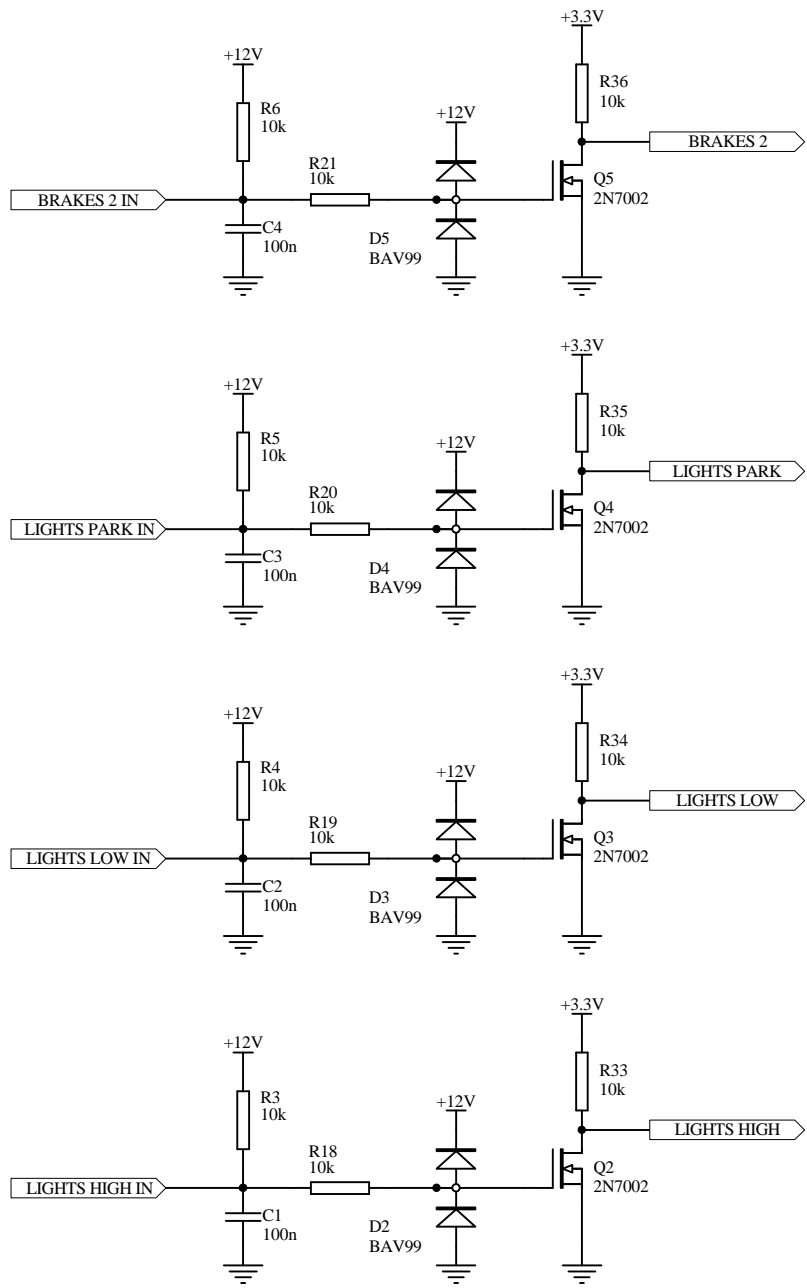 +3.3V
+12V
R36
10k
R6
10k
+12V
BRAKES 2
R21
10k
Q5
2N7002
BRAKES 2 IN
C4
100n
D5
BAV99
+3.3V
+12V
R35
10k
R5
10k
+12V
LIGHTS PARK
R20
10k
Q4
2N7002
LIGHTS PARK IN
C3
100n
D4
BAV99
+3.3V
+12V
R34
10k
R4
10k
+12V
LIGHTS LOW
R19
10k
Q3
2N7002
LIGHTS LOW IN
C2
100n
D3
BAV99
+3.3V
+12V
R33
10k
R3
10k
+12V
LIGHTS HIGH
R18
10k
Q2
2N7002
LIGHTS HIGH IN
C1
100n
D2
BAV99